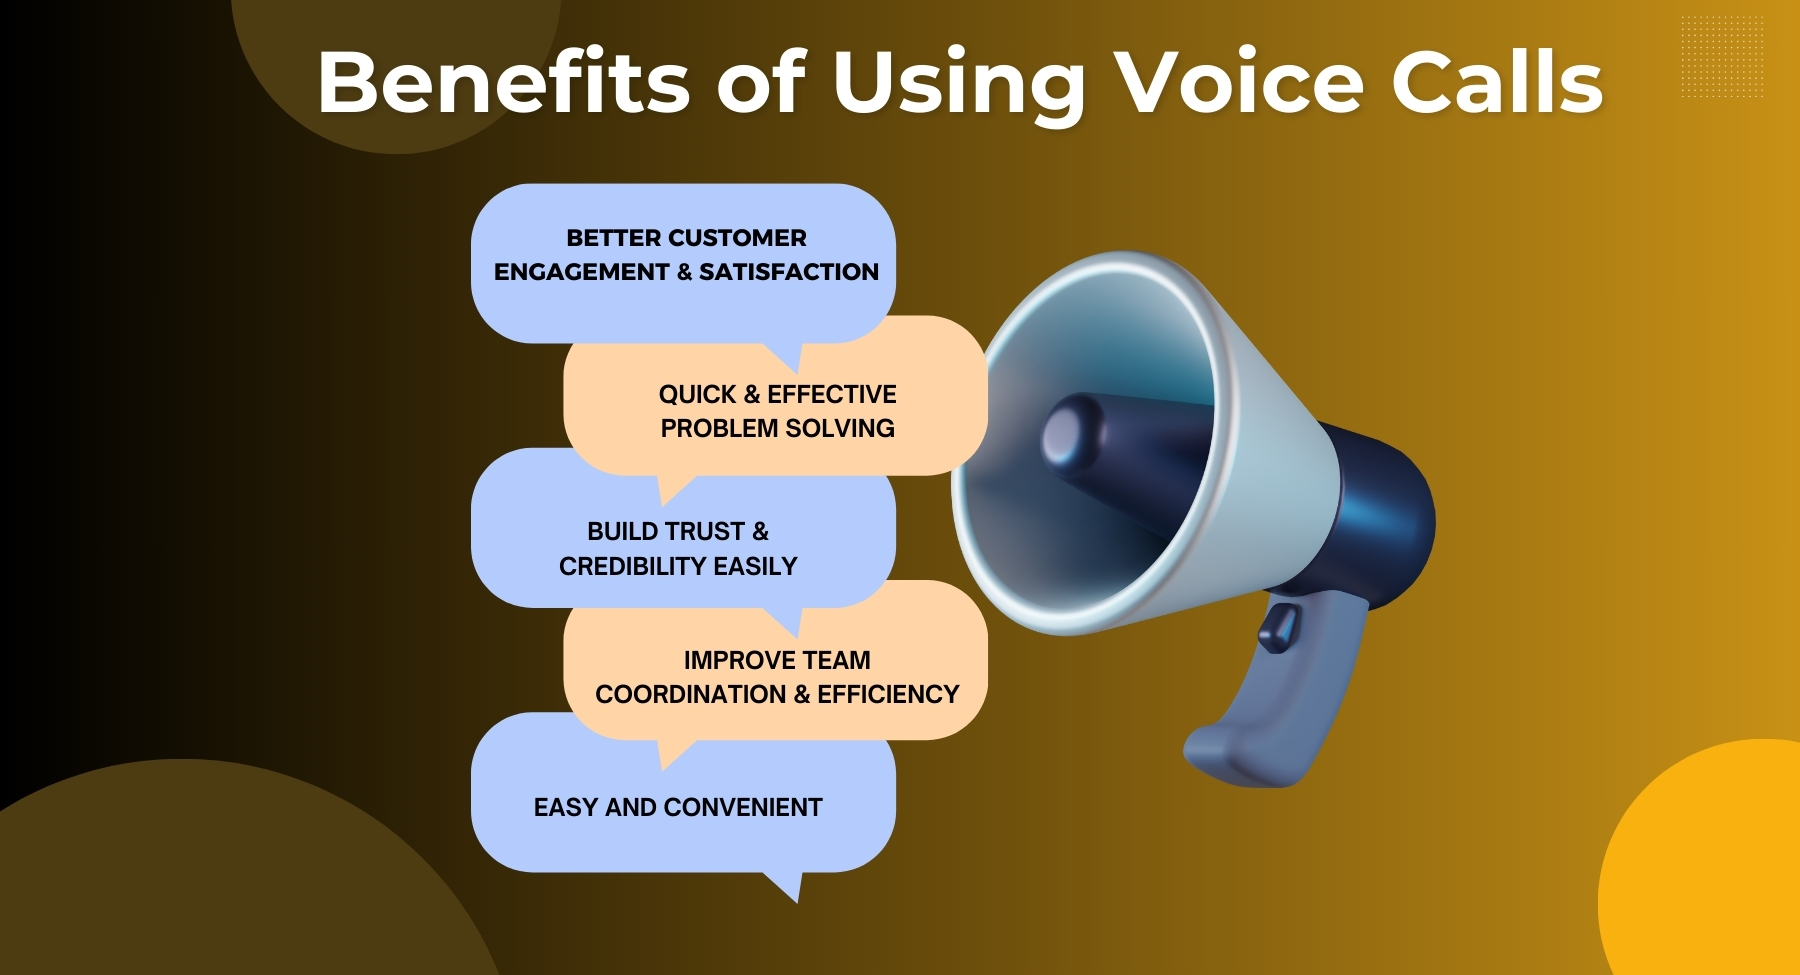 Benefits of Using Voice Calls
BETTER CUSTOMER
ENGAGEMENT & SATISFACTION
QUICK & EFFECTIVE
PROBLEM SOLVING
BUILD TRUST &
CREDIBILITY EASILY
IMPROVE TEAM
COORDINATION & EFFICIENCY
EASY AND CONVENIENT